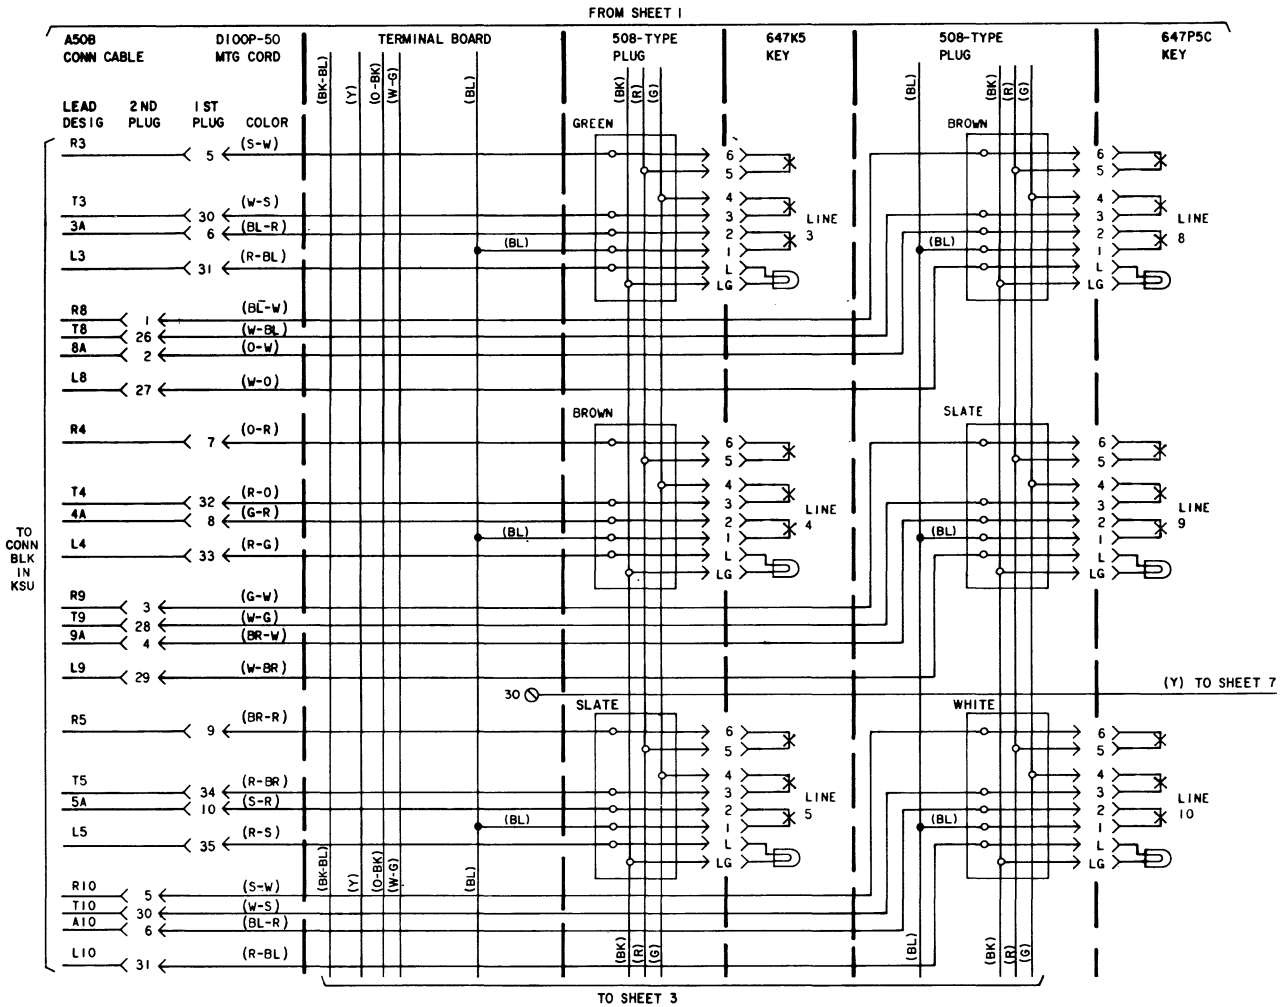 FROM SHEET 1
A50B
CONN CABLE
D100P-50
MTG CORD
TERMINAL BOARD
508-TYPE
PLUG
647K5
KEY
508-TYPE
PLUG
647P5C
KEY
LEAD
DESIG
2ND
PLUG
1ST
PLUG
COLOR
(BK-BL)
(Y)
(O-BK)
(W-G)
(BL)
(BK)
(R)
(G)
(BL)
(BK)
(R)
(G)
GREEN
BROWN
R3 5 (S-W)
T3 30 (W-S)
3A 6 (BL-R)
L3 31 (R-BL)
(BL)
6
5
4
3
2
1
L
LG
LINE
3
(BL)
6
5
4
3
2
1
L
LG
LINE
8
R8 1 (BL-W)
T8 26 (W-BL)
8A 2 (O-W)
L8 27 (W-O)
BROWN
SLATE
R4 7 (O-R)
T4 32 (R-O)
4A 8 (G-R)
L4 33 (R-G)
(BL)
6
5
4
3
2
1
L
LG
LINE
4
(BL)
6
5
4
3
2
1
L
LG
LINE
9
TO
CONN
BLK
IN
KSU
R9 3 (G-W)
T9 28 (W-G)
9A 4 (BR-W)
L9 29 (W-BR)
30
(Y) TO SHEET 7
SLATE
WHITE
R5 9 (BR-R)
T5 34 (R-BR)
5A 10 (S-R)
L5 35 (R-S)
(BL)
6
5
4
3
2
1
L
LG
LINE
5
(BL)
6
5
4
3
2
1
L
LG
LINE
10
R10 5 (S-W)
T10 30 (W-S)
A10 6 (BL-R)
L10 31 (R-BL)
(BK-BL)
(Y)
(O-BK)
(W-G)
(BL)
(BK)
(R)
(G)
(BL)
(BK)
(R)
(G)
TO SHEET 3